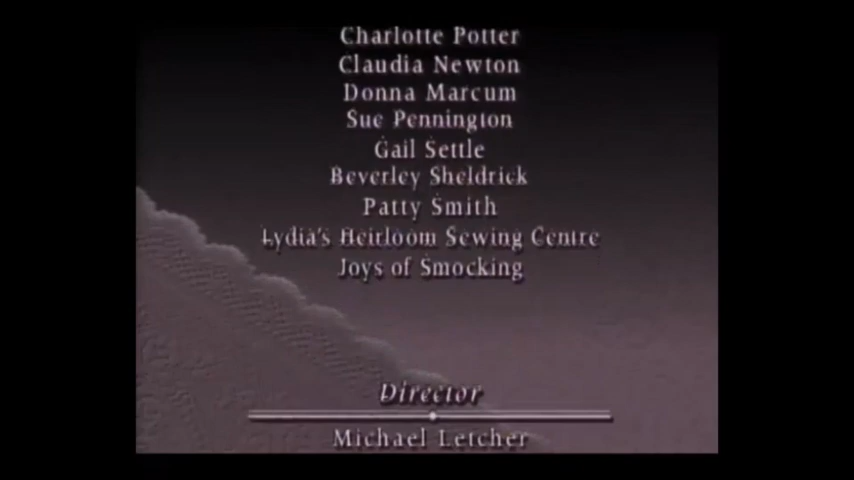 Charlotte Potter
Claudia Newton
Donna Marcum
Sue Pennington
Gail Settle
Beverley Sheldrick
Patty Smith
Lydia's Heirloom Sewing Centre
Joys of Smocking
Director
Michael Letcher